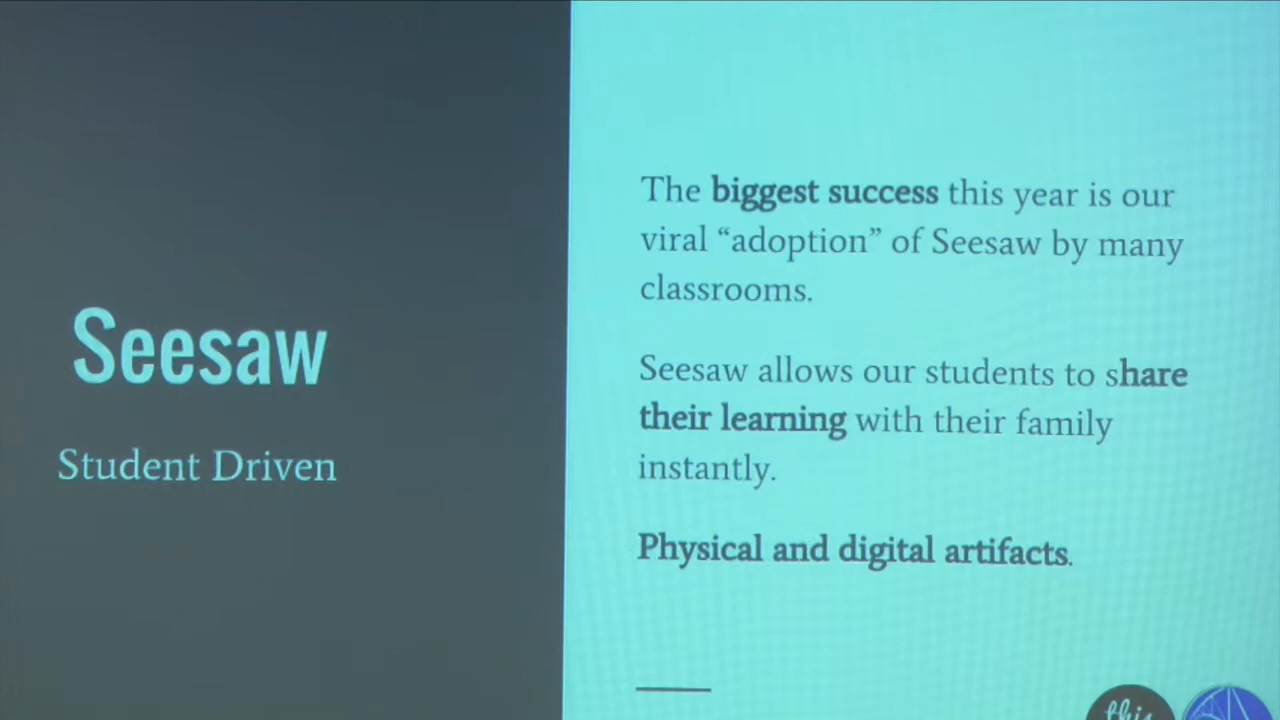 Seesaw
Student Driven
The biggest success this year is our
viral “adoption” of Seesaw by many
classrooms.
Seesaw allows our students to share
their learning with their family
instantly.
Physical and digital artifacts.
this